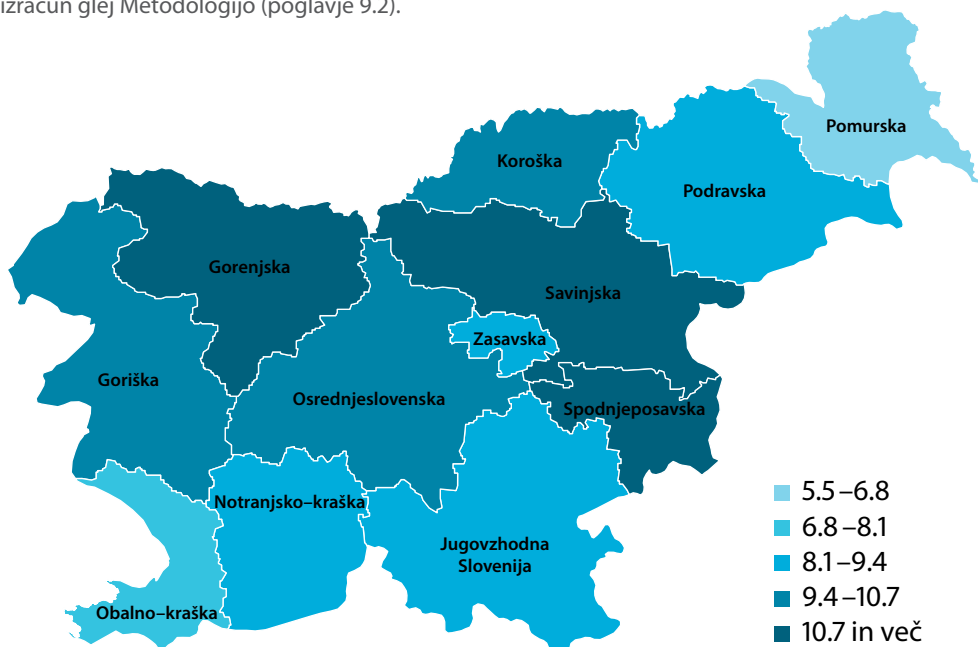 izračun glej Metodologijo (poglavje 9.2).
Pomurska
Koroška
Podravska
Gorenjska
Savinjska
Zasavska
Goriška
Osrednjeslovenska
Spodnjeposavska
Notranjsko–kraška
Jugovzhodna
Slovenija
Obalno–kraška
5.5–6.8
6.8–8.1
8.1–9.4
9.4–10.7
10.7 in več